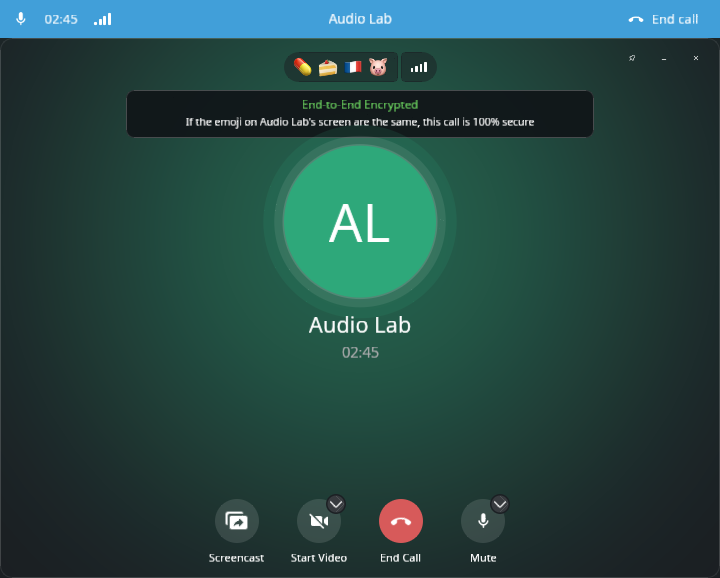 02:45
Audio Lab
End call
End-to-End Encrypted
If the emoji on Audio Lab's screen are the same, this call is 100% secure
AL
Audio Lab
02:45
Screencast
Start Video
End Call
Mute